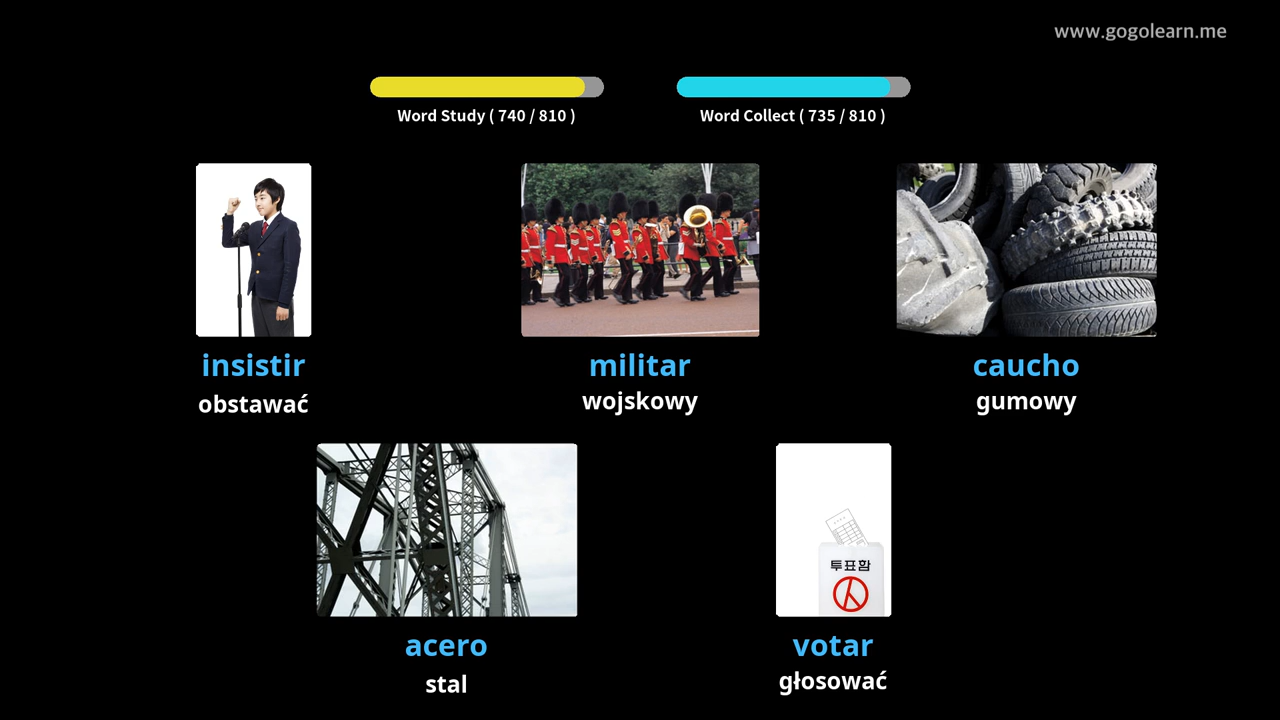 www.gogolearn.me
Word Study ( 740 / 810 )
Word Collect ( 735 / 810 )
insistir
obstawać
militar
wojskowy
caucho
gumowy
투표함
acero
stal
votar
głosować